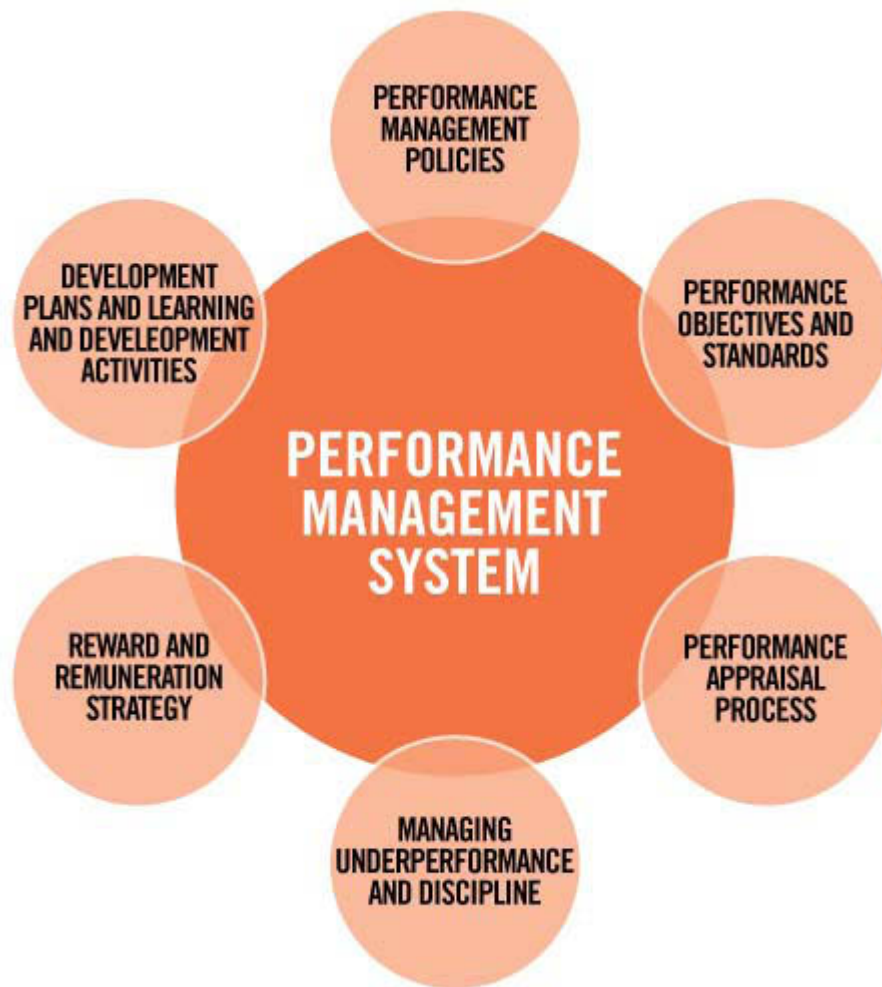 PERFORMANCE
MANAGEMENT
POLICIES
DEVELOPMENT
PLANS AND LEARNING
AND DEVELEOPMENT
ACTIVITIES
PERFORMANCE
OBJECTIVES AND
STANDARDS
PERFORMANCE
MANAGEMENT
SYSTEM
REWARD AND
REMUNERATION
STRATEGY
PERFORMANCE
APPRAISAL
PROCESS
MANAGING
UNDERPERFORMANCE
AND DISCIPLINE